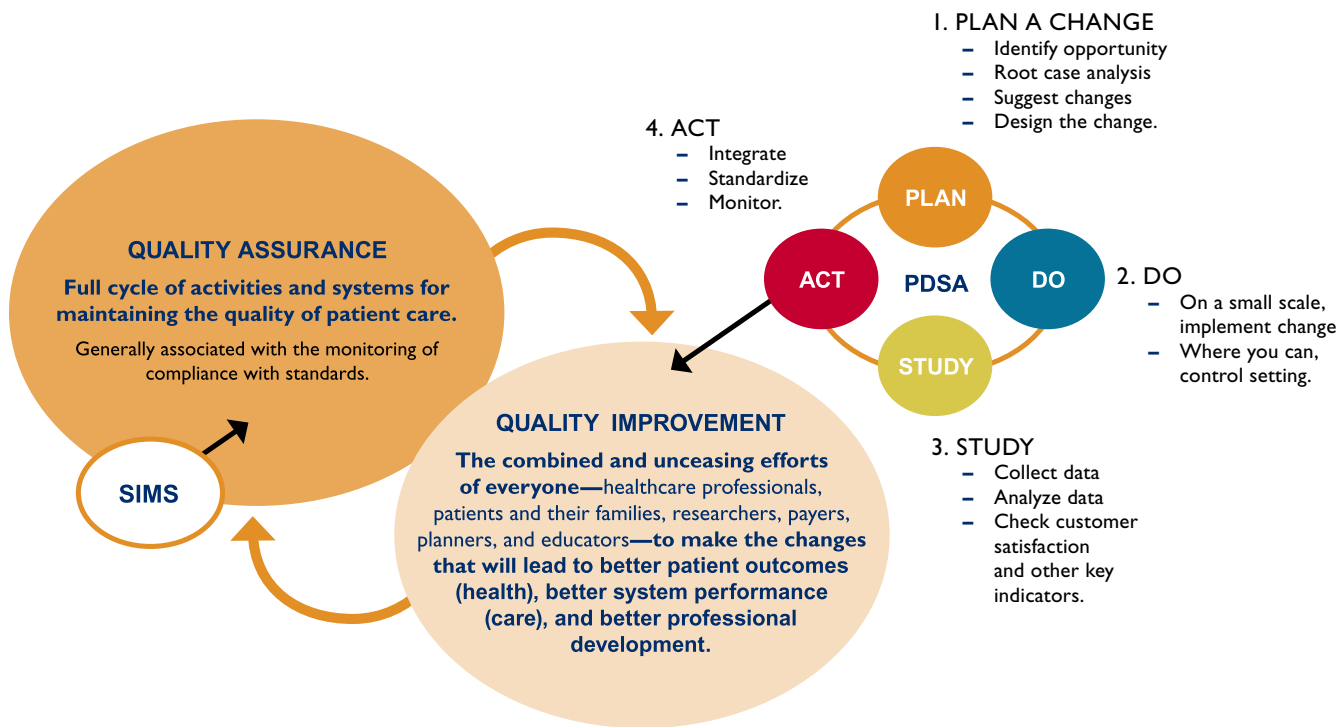 1. PLAN A CHANGE
– Identify opportunity
– Root case analysis
– Suggest changes
– Design the change.
4. ACT
– Integrate
– Standardize
– Monitor.
PLAN
ACT
PDSA
DO
STUDY
2. DO
– On a small scale,
implement change
– Where you can,
control setting.
3. STUDY
– Collect data
– Analyze data
– Check customer
satisfaction
and other key
indicators.
QUALITY ASSURANCE
Full cycle of activities and systems for
maintaining the quality of patient care.
Generally associated with the monitoring of
compliance with standards.
SIMS
QUALITY IMPROVEMENT
The combined and unceasing efforts
of everyone—healthcare professionals,
patients and their families, researchers, payers,
planners, and educators—to make the changes
that will lead to better patient outcomes
(health), better system performance
(care), and better professional
development.